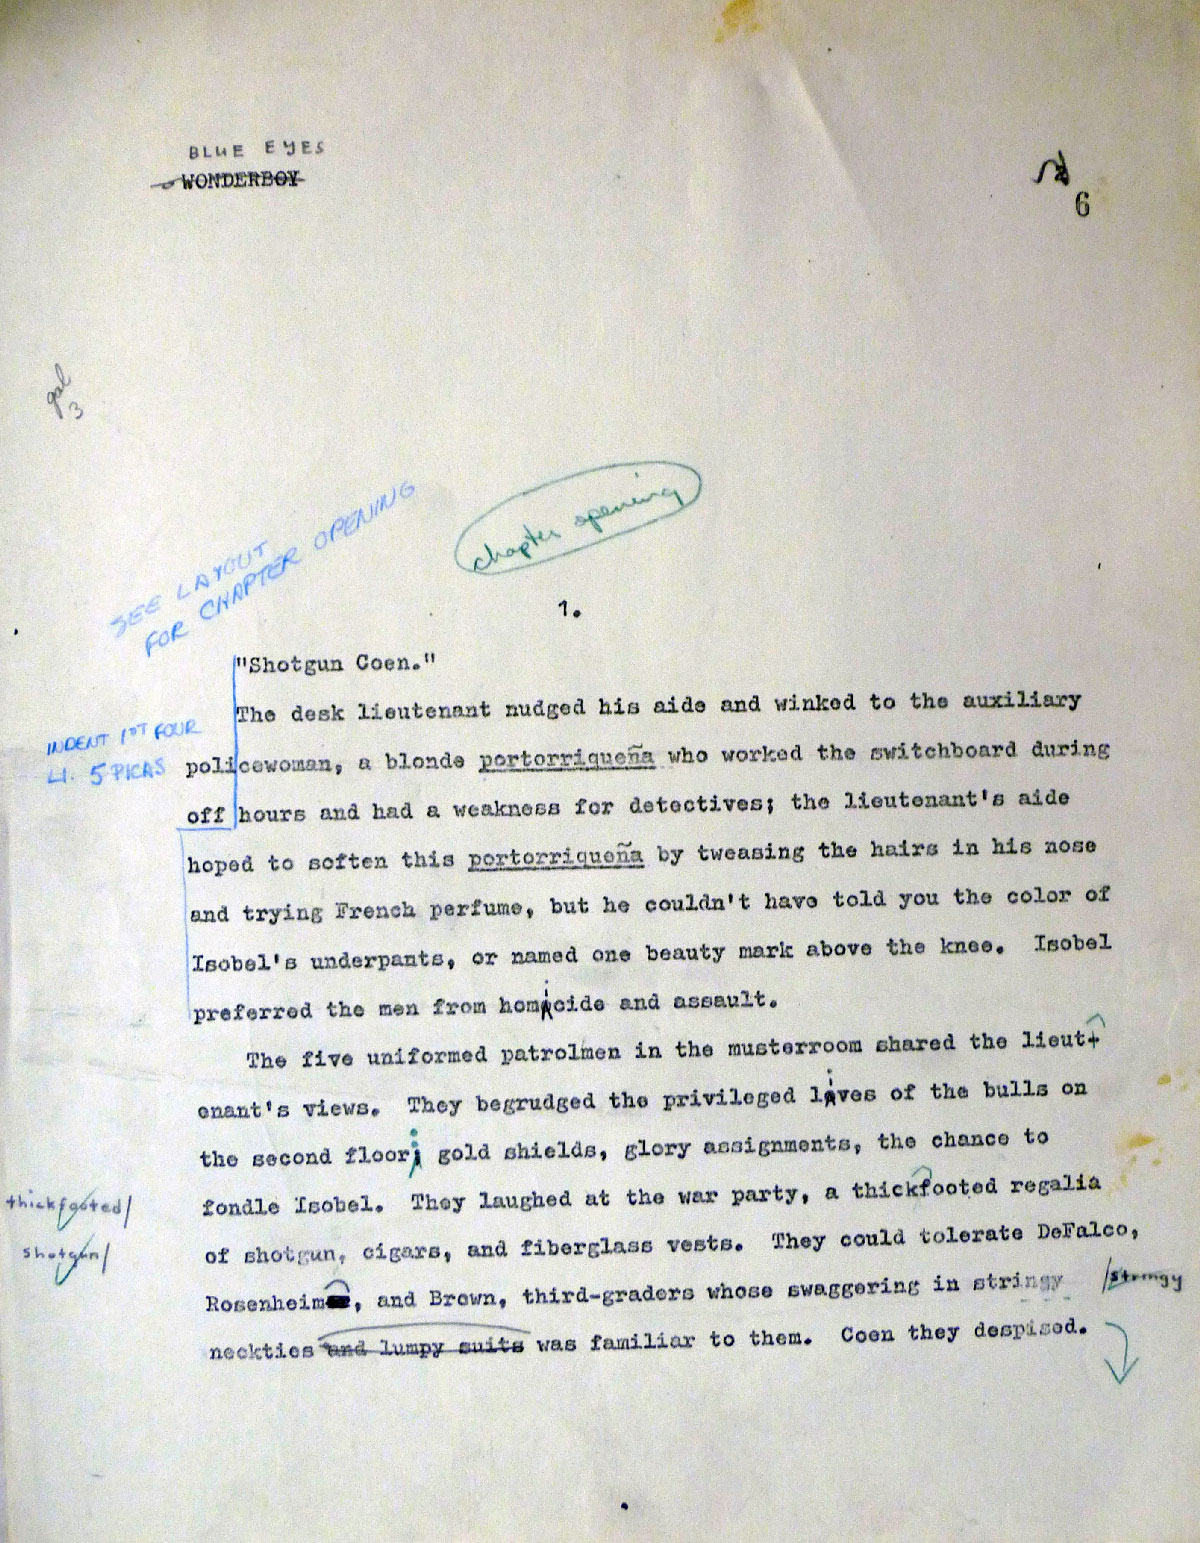 BLUE EYES
WONDERBOY
6
gal
3
SEE LAYOUT
FOR CHAPTER OPENING
chapter opening
1.
"Shotgun Coen."
The desk lieutenant nudged his aide and winked to the auxiliary
INDENT 1ST FOUR
LI. 5 PICAS
policewoman, a blonde portorriqueña who worked the switchboard during
off hours and had a weakness for detectives; the lieutenant's aide
hoped to soften this portorriqueña by tweasing the hairs in his nose
and trying French perfume, but he couldn't have told you the color of
Isobel's underpants, or named one beauty mark above the knee. Isobel
preferred the men from homicide and assault.
The five uniformed patrolmen in the musterroom shared the lieut-
enant's views. They begrudged the privileged lives of the bulls on
the second floor; gold shields, glory assignments, the chance to
thickfooted/
fondle Isobel. They laughed at the war party, a thickfooted regalia
shotgun/
of shotgun, cigars, and fiberglass vests. They could tolerate DeFalco,
Rosenheim, and Brown, third-graders whose swaggering in stringy /stringy
neckties and lumpy suits was familiar to them. Coen they despised.